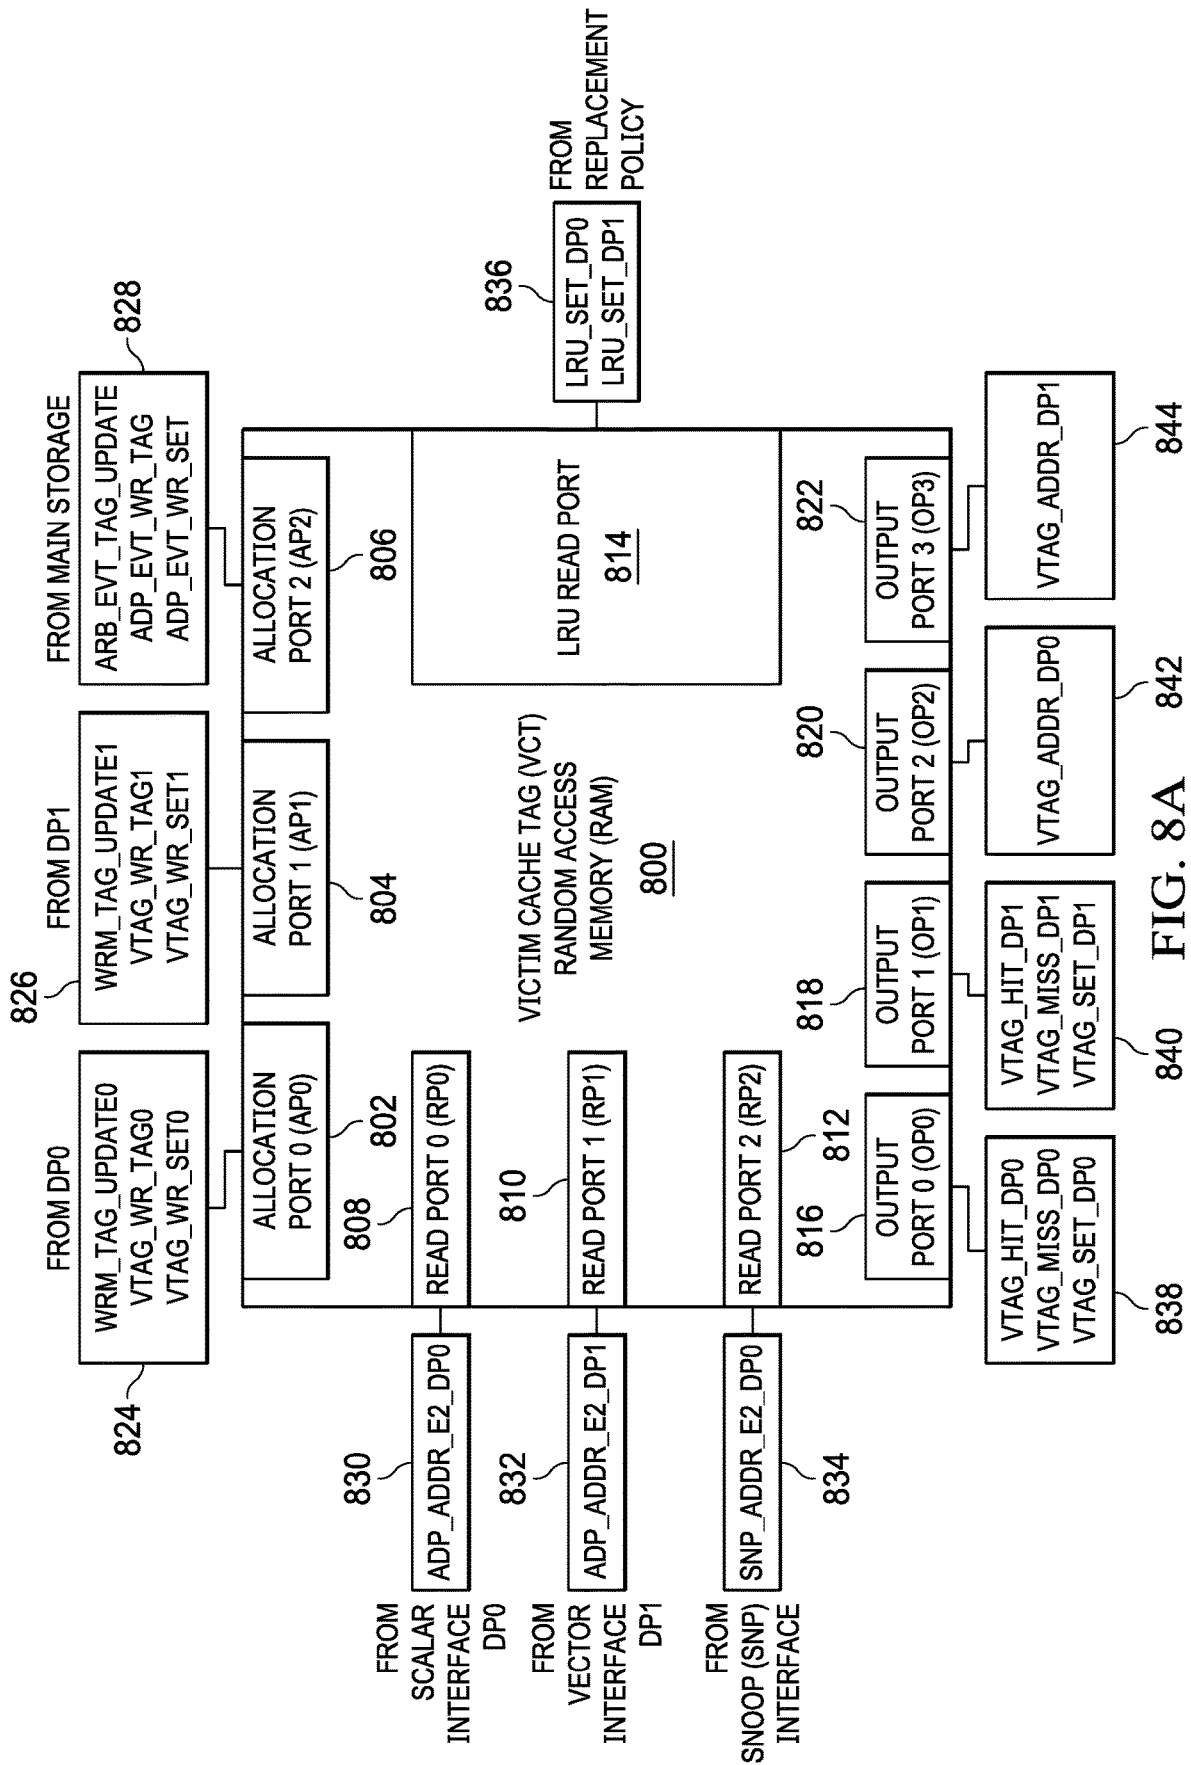 FROM DP0
WRM_TAG_UPDATE0
VTAG_WR_TAG0
VTAG_WR_SET0
824
FROM DP1
826
WRM_TAG_UPDATE1
VTAG_WR_TAG1
VTAG_WR_SET1
FROM MAIN STORAGE
ARB_EVT_TAG_UPDATE
ADP_EVT_WR_TAG
ADP_EVT_WR_SET
828
ALLOCATION
PORT 0 (AP0)
802
ALLOCATION
PORT 1 (AP1)
804
ALLOCATION
PORT 2 (AP2)
806
FROM
SCALAR
INTERFACE
DP0
830
ADP_ADDR_E2_DP0
808
READ PORT 0 (RP0)
FROM
VECTOR
INTERFACE
DP1
832
ADP_ADDR_E2_DP1
810
READ PORT 1 (RP1)
FROM
SNOOP (SNP)
INTERFACE
SNP_ADDR_E2_DP0
834
READ PORT 2 (RP2)
812
VICTIM CACHE TAG (VCT)
RANDOM ACCESS
MEMORY (RAM)
800
LRU READ PORT
814
836
LRU_SET_DP0
LRU_SET_DP1
FROM
REPLACEMENT
POLICY
816
OUTPUT
PORT 0 (OP0)
818
OUTPUT
PORT 1 (OP1)
820
OUTPUT
PORT 2 (OP2)
822
OUTPUT
PORT 3 (OP3)
VTAG_HIT_DP0
VTAG_MISS_DP0
VTAG_SET_DP0
838
VTAG_HIT_DP1
VTAG_MISS_DP1
VTAG_SET_DP1
840
VTAG_ADDR_DP0
842
VTAG_ADDR_DP1
844
FIG. 8A